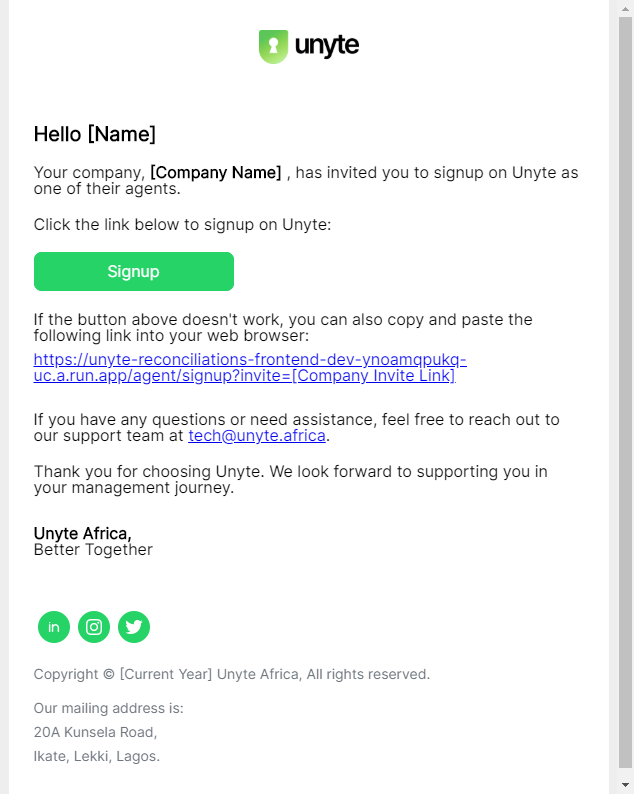 unyte
Hello [Name]
Your company, [Company Name] , has invited you to signup on Unyte as
one of their agents.
Click the link below to signup on Unyte:
Signup
If the button above doesn't work, you can also copy and paste the
following link into your web browser:
https://unyte-reconciliations-frontend-dev-ynoamqpukq-
uc.a.run.app/agent/signup?invite=[Company Invite Link]
If you have any questions or need assistance, feel free to reach out to
our support team at tech@unyte.africa.
Thank you for choosing Unyte. We look forward to supporting you in
your management journey.
Unyte Africa,
Better Together
in
Copyright © [Current Year] Unyte Africa, All rights reserved.
Our mailing address is:
20A Kunsela Road,
Ikate, Lekki, Lagos.